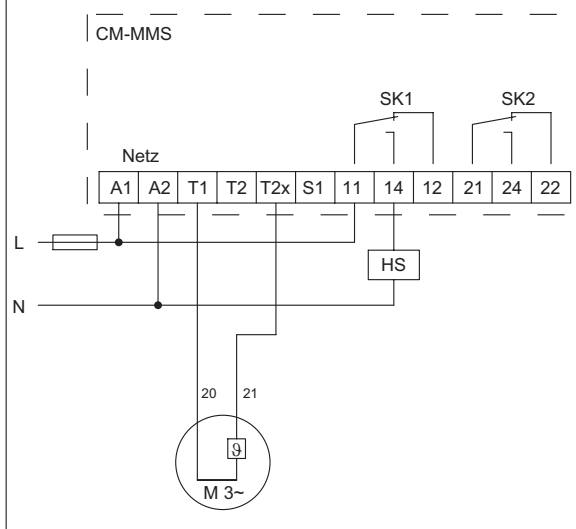 CM-MMS
SK1 SK2
Netz
A1 A2 T1 T2 T2x S1 11 14 12 21 24 22
L
HS
N
20 21
ϑ
M 3~